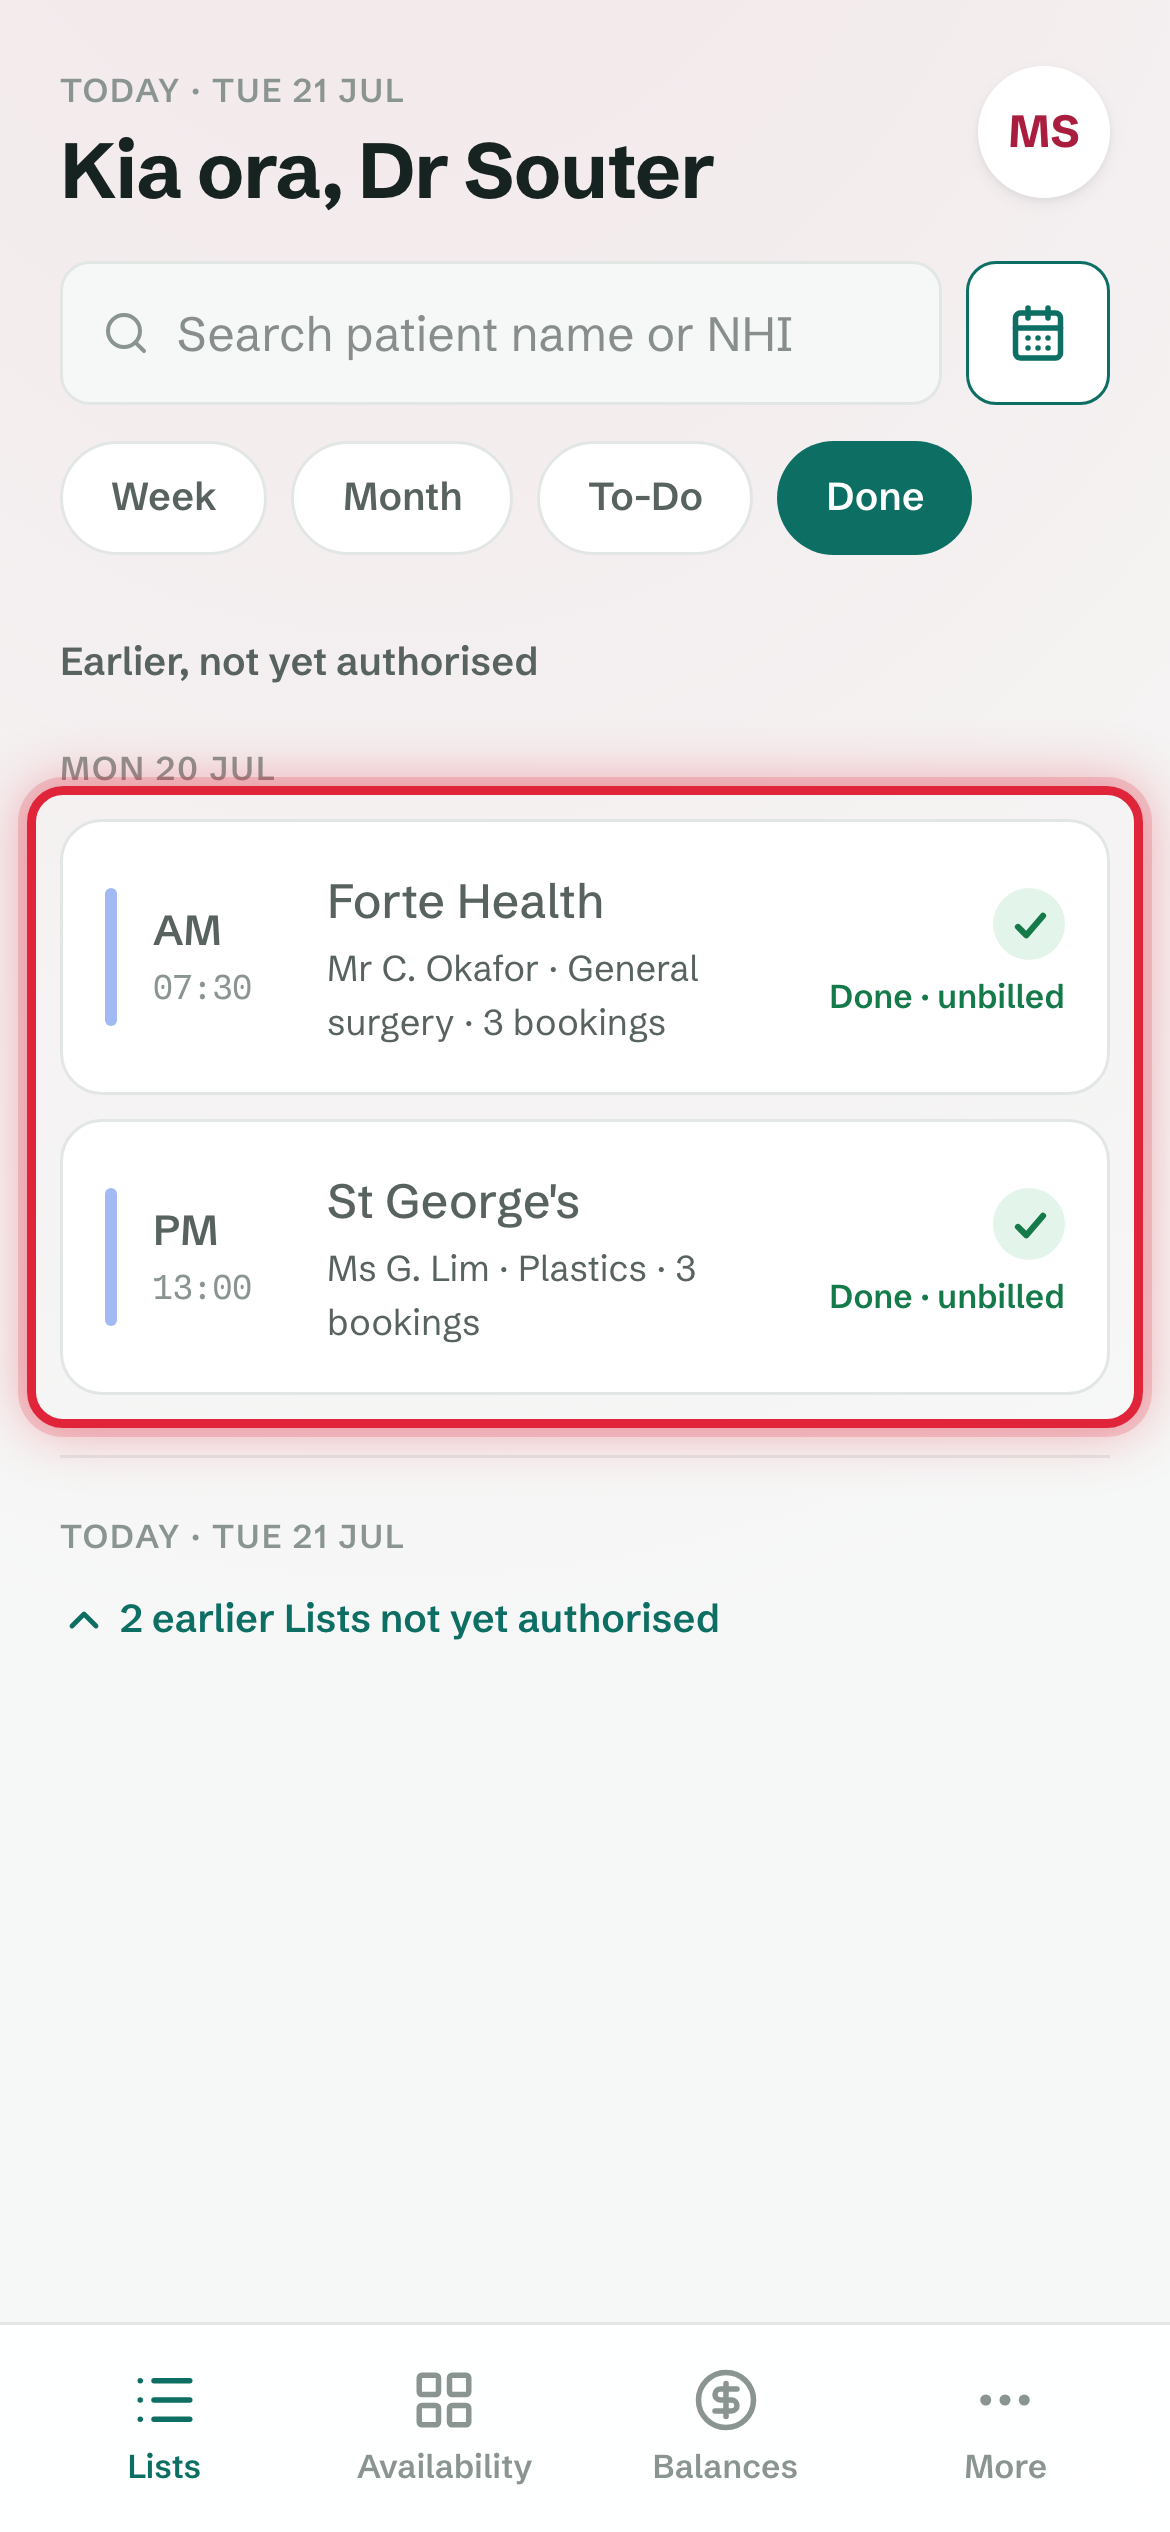 TODAY · TUE 21 JUL
MS
Kia ora, Dr Souter
Search patient name or NHI
Week
Month
To-Do
Done
Earlier, not yet authorised
MON 20 JUL
AM
07:30
Forte Health
Mr C. Okafor · General
surgery · 3 bookings
Done · unbilled
PM
13:00
St George's
Ms G. Lim · Plastics · 3
bookings
Done · unbilled
TODAY · TUE 21 JUL
2 earlier Lists not yet authorised
Lists
Availability
Balances
More